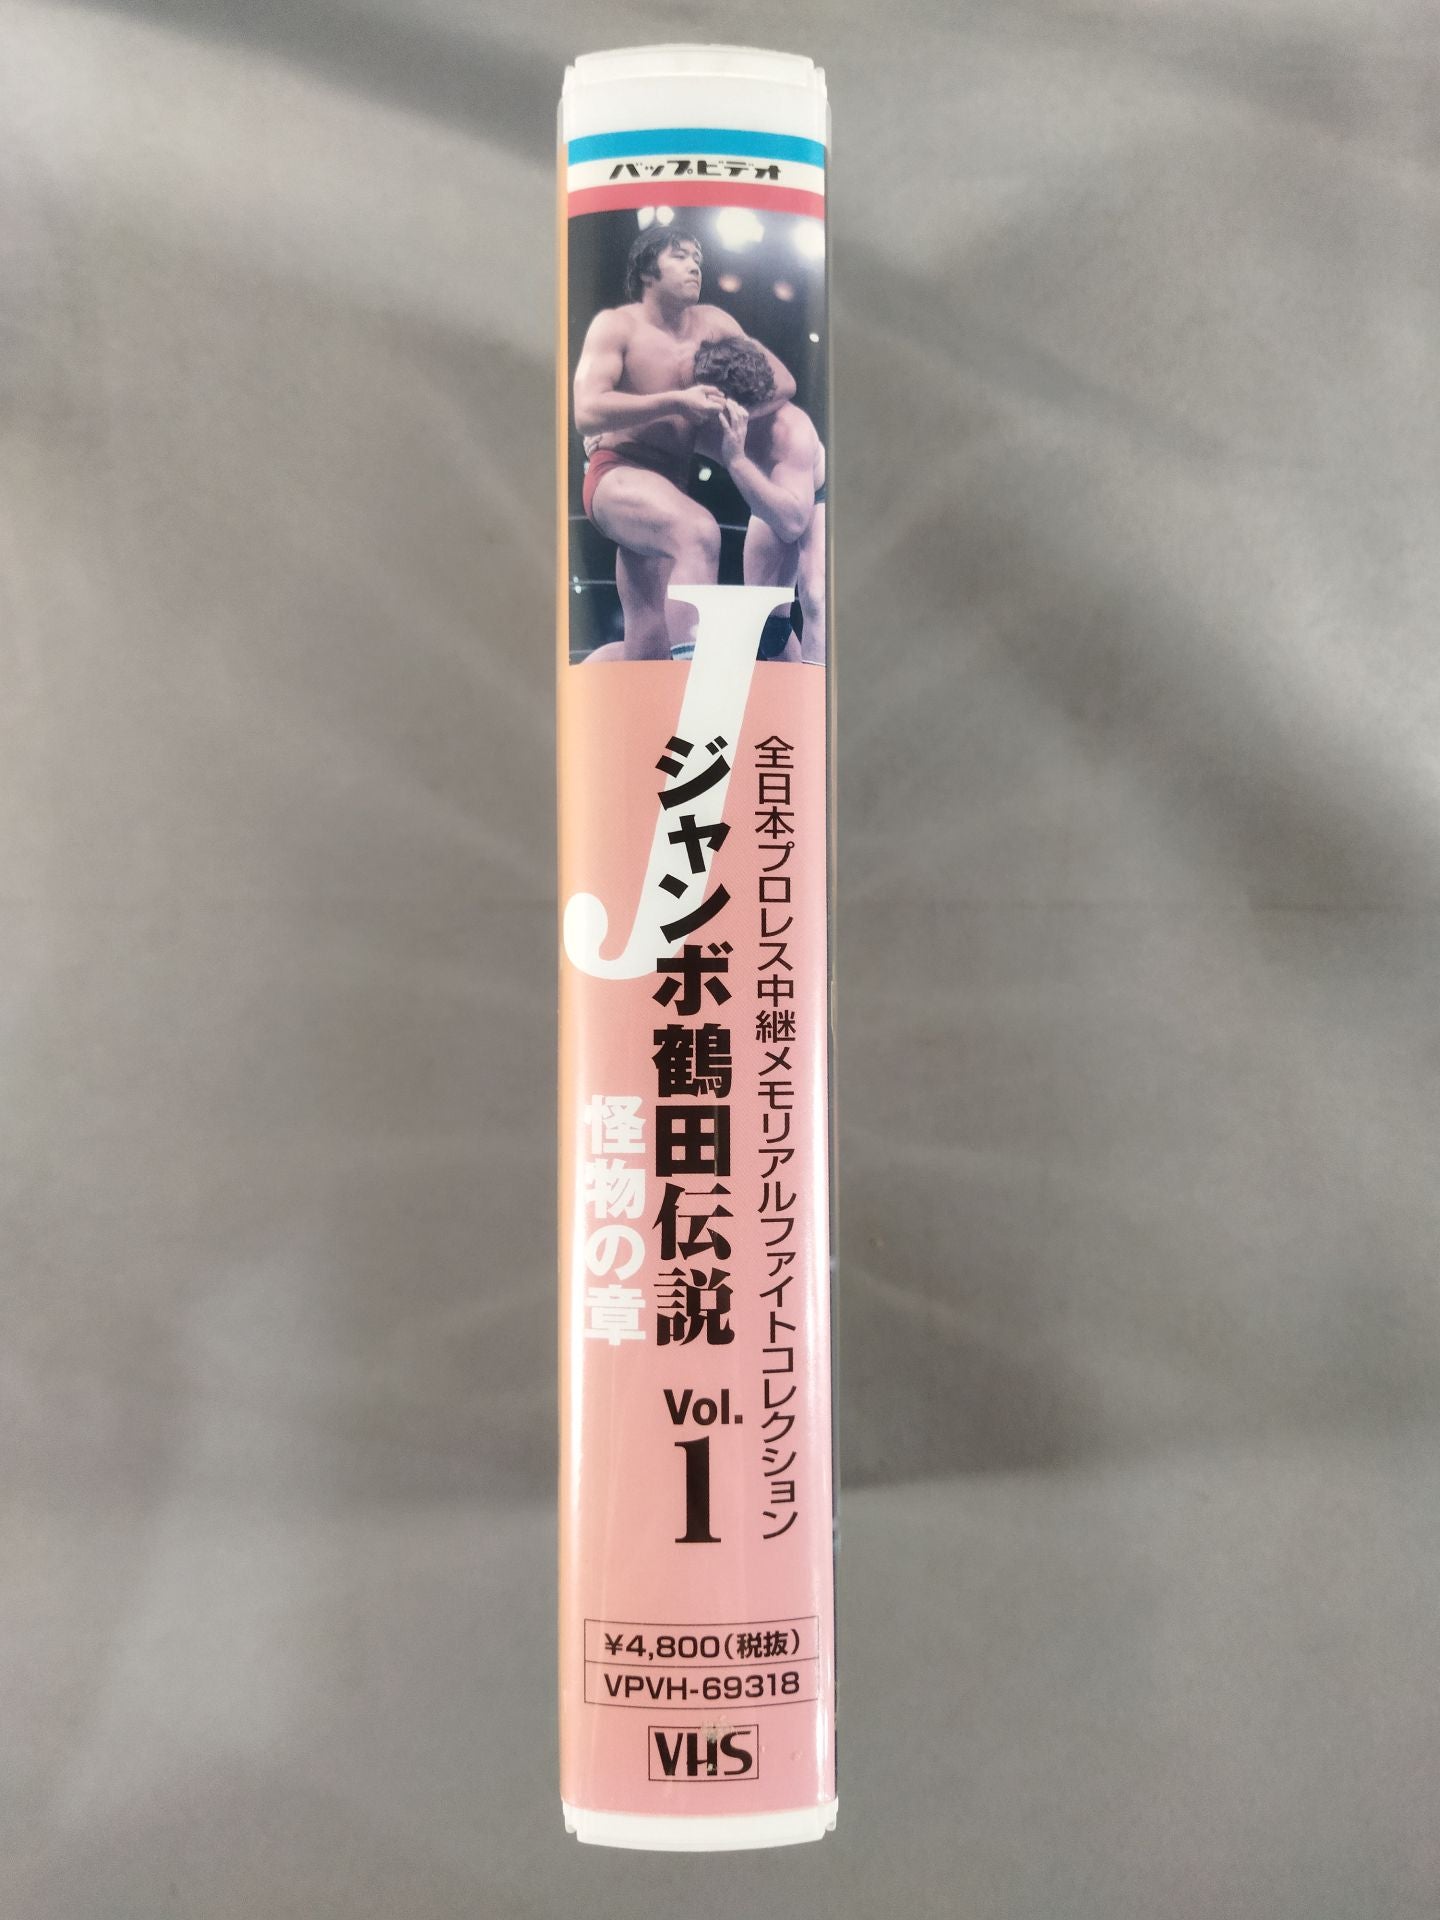 バップビデオ
全日本プロレス中継メモリアルファイトコレクション
J
ジャンボ鶴田伝説
Vol.
1
怪物の章
¥4,800(税抜)
VPVH-69318
VHS